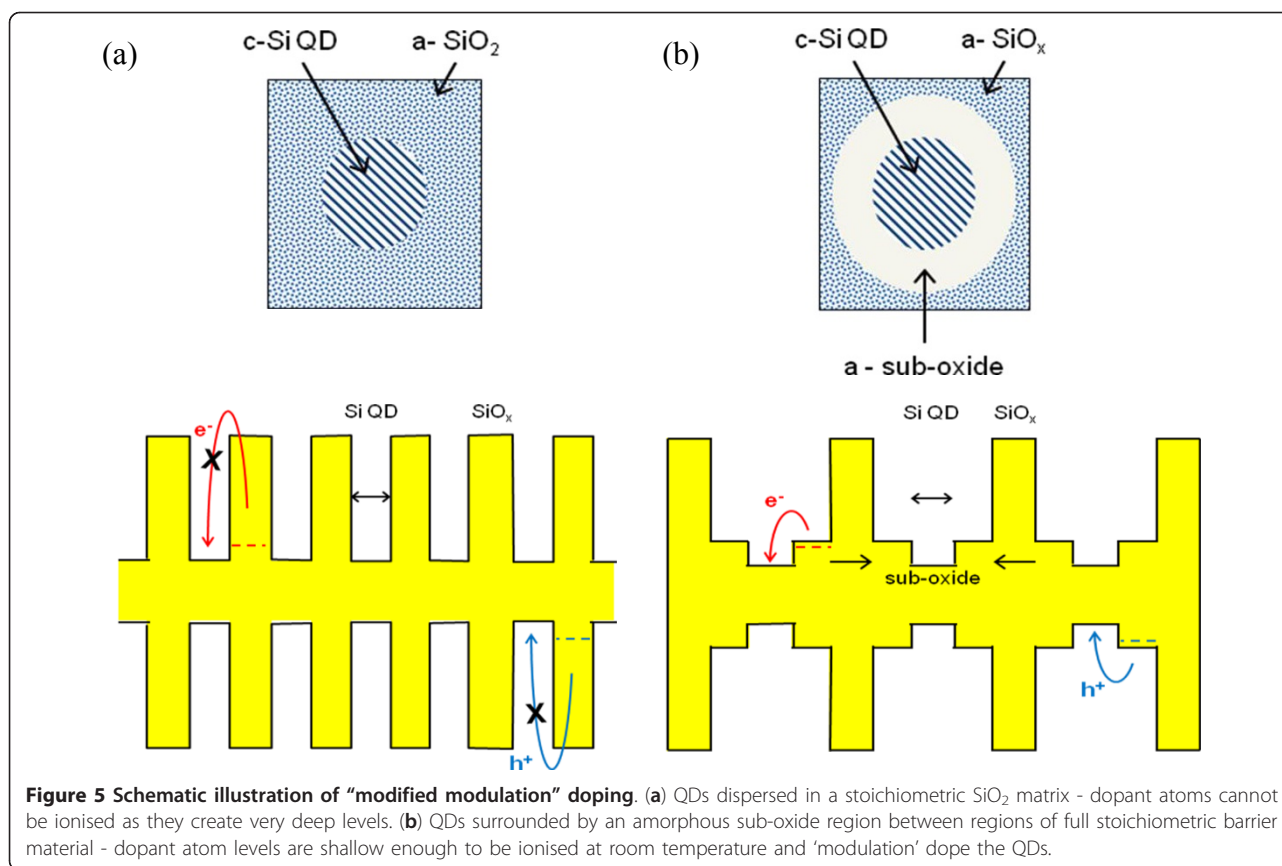 (a)
c-Si QD
a- SiO₂
(b)
c-Si QD
a- SiOₓ
a - sub-oxide
Si QD
SiOₓ
e⁻
X
X
h⁺
Si QD
SiOₓ
e⁻
sub-oxide
h⁺
Figure 5 Schematic illustration of “modified modulation” doping. (a) QDs dispersed in a stoichiometric SiO₂ matrix - dopant atoms cannot
be ionised as they create very deep levels. (b) QDs surrounded by an amorphous sub-oxide region between regions of full stoichiometric barrier
material - dopant atom levels are shallow enough to be ionised at room temperature and ‘modulation’ dope the QDs.